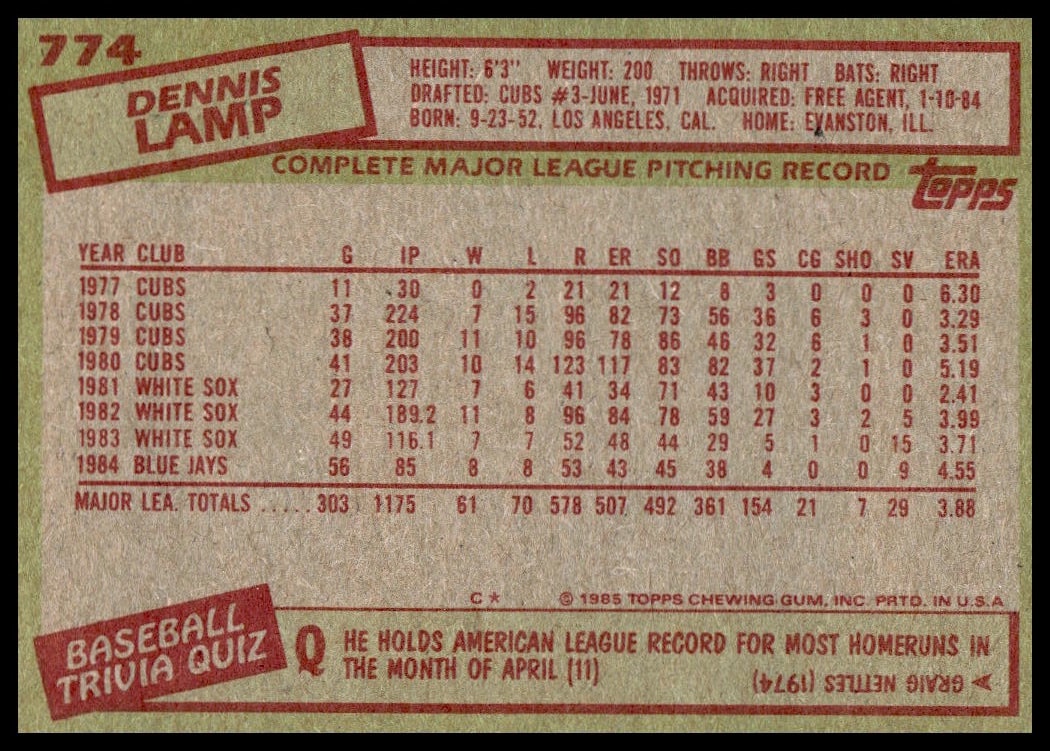 774
DENNIS
LAMP
HEIGHT: 6'3" WEIGHT: 200 THROWS: RIGHT BATS: RIGHT
DRAFTED: CUBS #3-JUNE, 1971 ACQUIRED: FREE AGENT, 1-10-84
BORN: 9-23-52, LOS ANGELES, CAL. HOME: EVANSTON, ILL.
COMPLETE MAJOR LEAGUE PITCHING RECORD
topps
YEAR CLUB G IP W L R ER SO BB GS CG SHO SV ERA
1977 CUBS 11 30 0 2 21 21 12 8 3 0 0 0 6.30
1978 CUBS 37 224 7 15 96 82 73 56 36 6 3 0 3.29
1979 CUBS 38 200 11 10 96 78 86 46 32 6 1 0 3.51
1980 CUBS 41 203 10 14 123 117 83 82 37 2 1 0 5.19
1981 WHITE SOX 27 127 7 6 41 34 71 43 10 3 0 0 2.41
1982 WHITE SOX 44 189.2 11 8 96 84 78 59 27 3 2 5 3.99
1983 WHITE SOX 49 116.1 7 7 52 48 44 29 5 1 0 15 3.71
1984 BLUE JAYS 56 85 8 8 53 43 45 38 4 0 0 9 4.55
MAJOR LEA. TOTALS ..... 303 1175 61 70 578 507 492 361 154 21 7 29 3.88
C * © 1985 TOPPS CHEWING GUM, INC. PRTD. IN U.S.A
BASEBALL
TRIVIA QUIZ
Q HE HOLDS AMERICAN LEAGUE RECORD FOR MOST HOMERUNS IN
THE MONTH OF APRIL (11)
GRAIG NETTLES (1974)